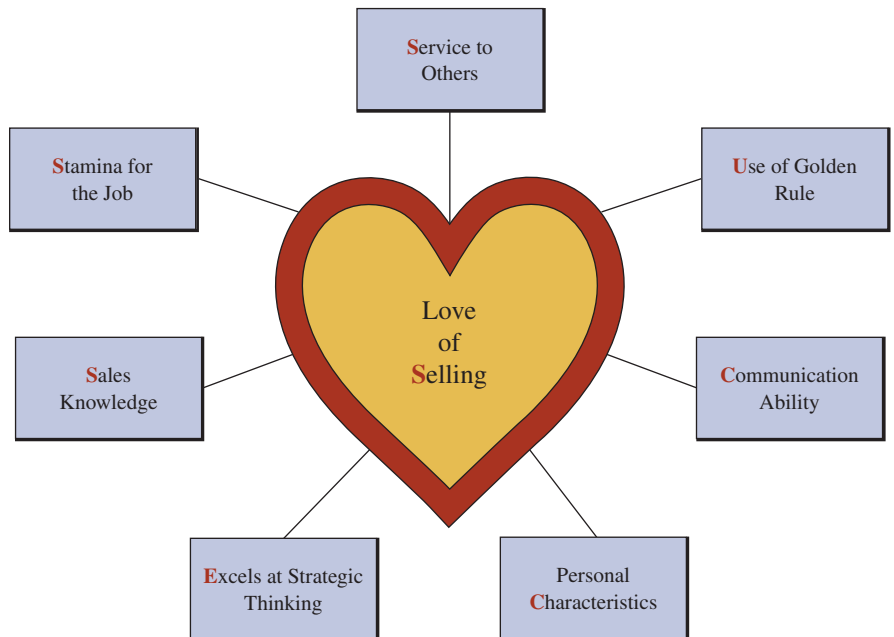 Service to
Others
Stamina for
the Job
Use of Golden
Rule
Love
of
Selling
Sales
Knowledge
Communication
Ability
Excels at Strategic
Thinking
Personal
Characteristics